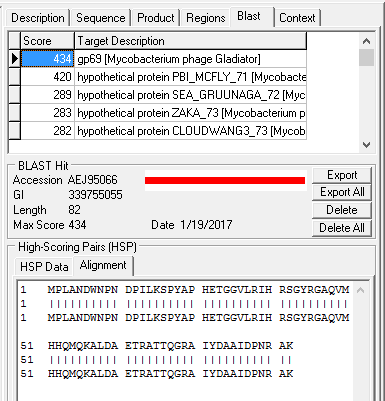 Description Sequence Product Regions Blast Context
Score Target Description
434 gp69 [Mycobacterium phage Gladiator]
420 hypothetical protein PBI_MCFLY_71 [Mycobacte
289 hypothetical protein SEA_GRUUNAGA_72 [Myco
283 hypothetical protein ZAKA_73 [Mycobacterium p
282 hypothetical protein CLOUDWANG3_73 [Mycob
BLAST Hit
Accession AEJ95066 Export
GI 339755055 Export All
Length 82 Delete
Max Score 434 Date 1/19/2017 Delete All
High-Scoring Pairs (HSP)
HSP Data Alignment
1 MPLANDWNPN DPILKSPYAP HETGGVLRIH RSGYRGAQVM
1 |||||||||| |||||||||| |||||||||| ||||||||||
1 MPLANDWNPN DPILKSPYAP HETGGVLRIH RSGYRGAQVM
51 HHQMQKALDA ETRATTQGRA IYDAAIDPNR AK
51 |||||||||| |||||||||| |||||||||| ||
51 HHQMQKALDA ETRATTQGRA IYDAAIDPNR AK